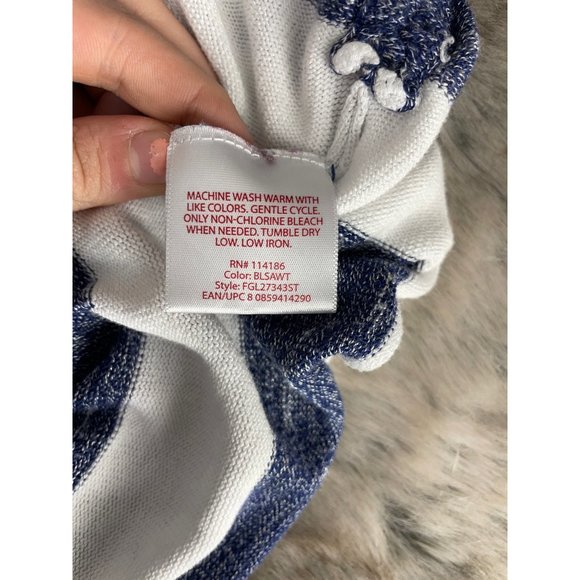 MACHINE WASH WARM WITH
LIKE COLORS. GENTLE CYCLE.
ONLY NON-CHLORINE BLEACH
WHEN NEEDED. TUMBLE DRY
LOW. LOW IRON.
RN# 114186
Color: BLSAWT
Style: FGL27343ST
EAN/UPC 8 0859414290